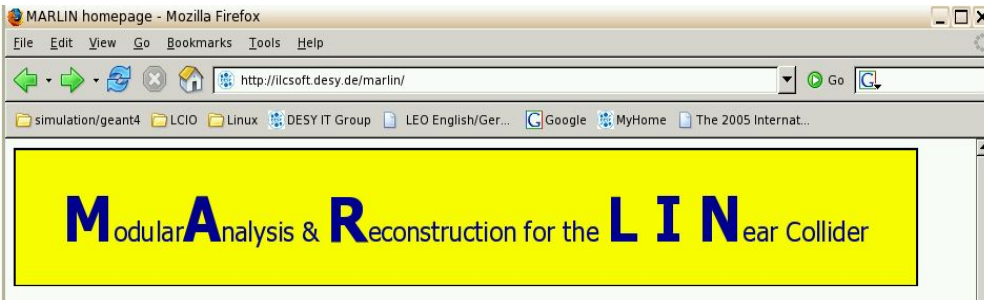 MARLIN homepage - Mozilla Firefox
File Edit View Go Bookmarks Tools Help
http://ilcsoft.desy.de/marlin/ Go G
simulation/geant4 LCIO Linux DESY IT Group LEO English/Ger... G Google MyHome The 2005 Internat...
ModularAnalysis & Reconstruction for the L I Near Collider